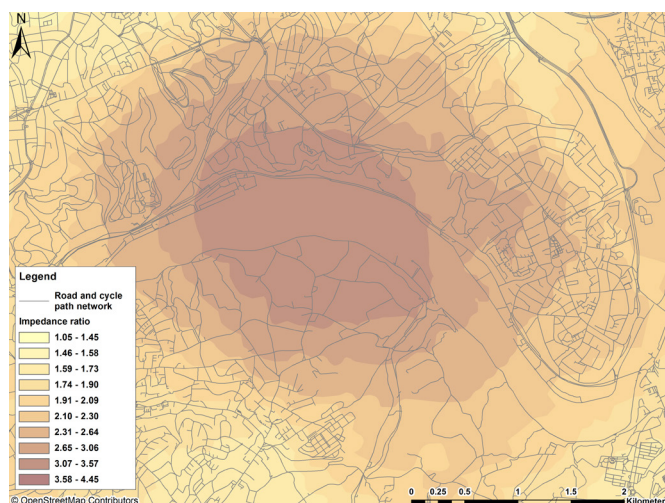 N
Legend
Road and cycle
path network
Impedance ratio
1.05 - 1.45
1.46 - 1.58
1.59 - 1.73
1.74 - 1.90
1.91 - 2.09
2.10 - 2.30
2.31 - 2.64
2.65 - 3.06
3.07 - 3.57
3.58 - 4.45
0 0.25 0.5 1 1.5 2
Kilometer
© OpenStreetMap Contributors